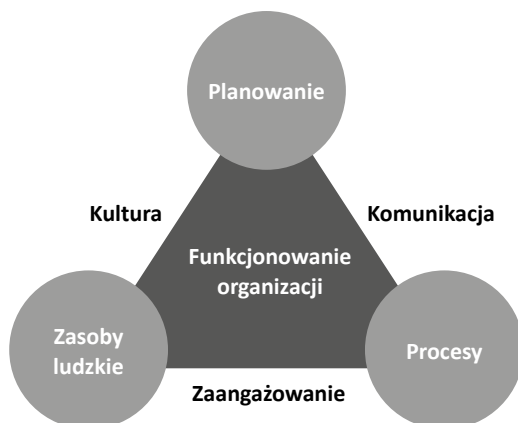 Planowanie
Kultura
Komunikacja
Funkcjonowanie
organizacji
Zasoby
ludzkie
Procesy
Zaangażowanie